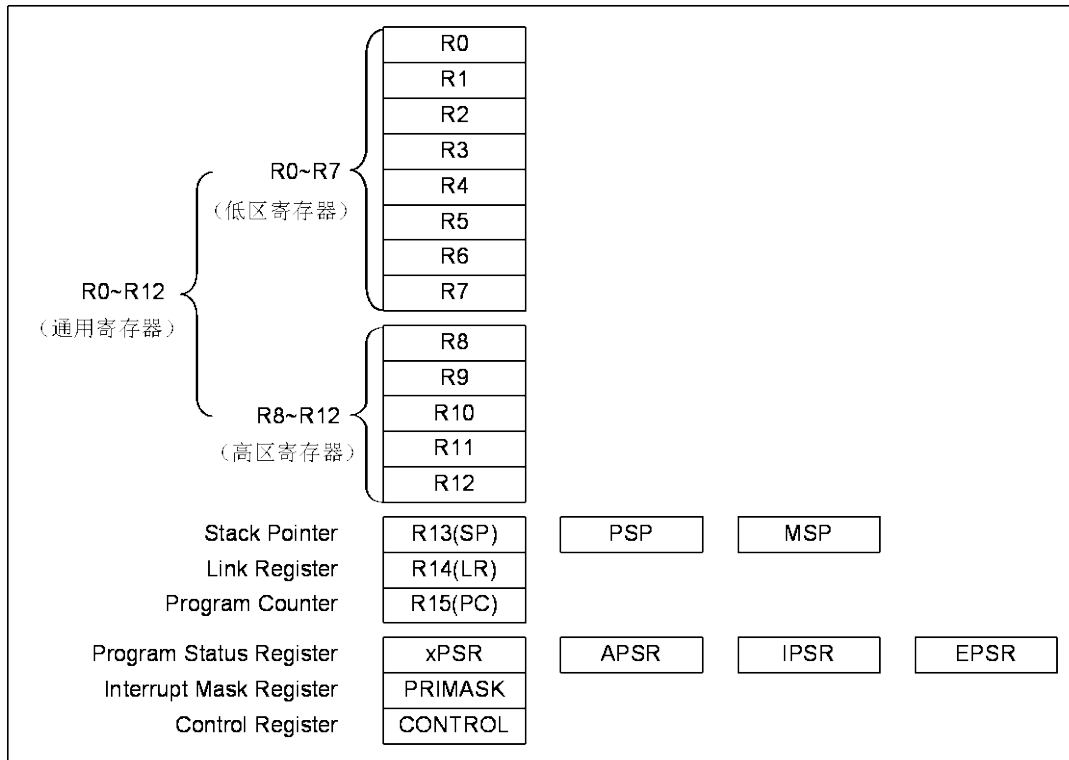 R0
R1
R2
R3
R0~R7
R4
（低区寄存器）
R5
R6
R0~R12
R7
（通用寄存器）
R8
R9
R8~R12
R10
（高区寄存器）
R11
R12
Stack Pointer R13(SP) PSP MSP
Link Register R14(LR)
Program Counter R15(PC)
Program Status Register xPSR APSR IPSR EPSR
Interrupt Mask Register PRIMASK
Control Register CONTROL